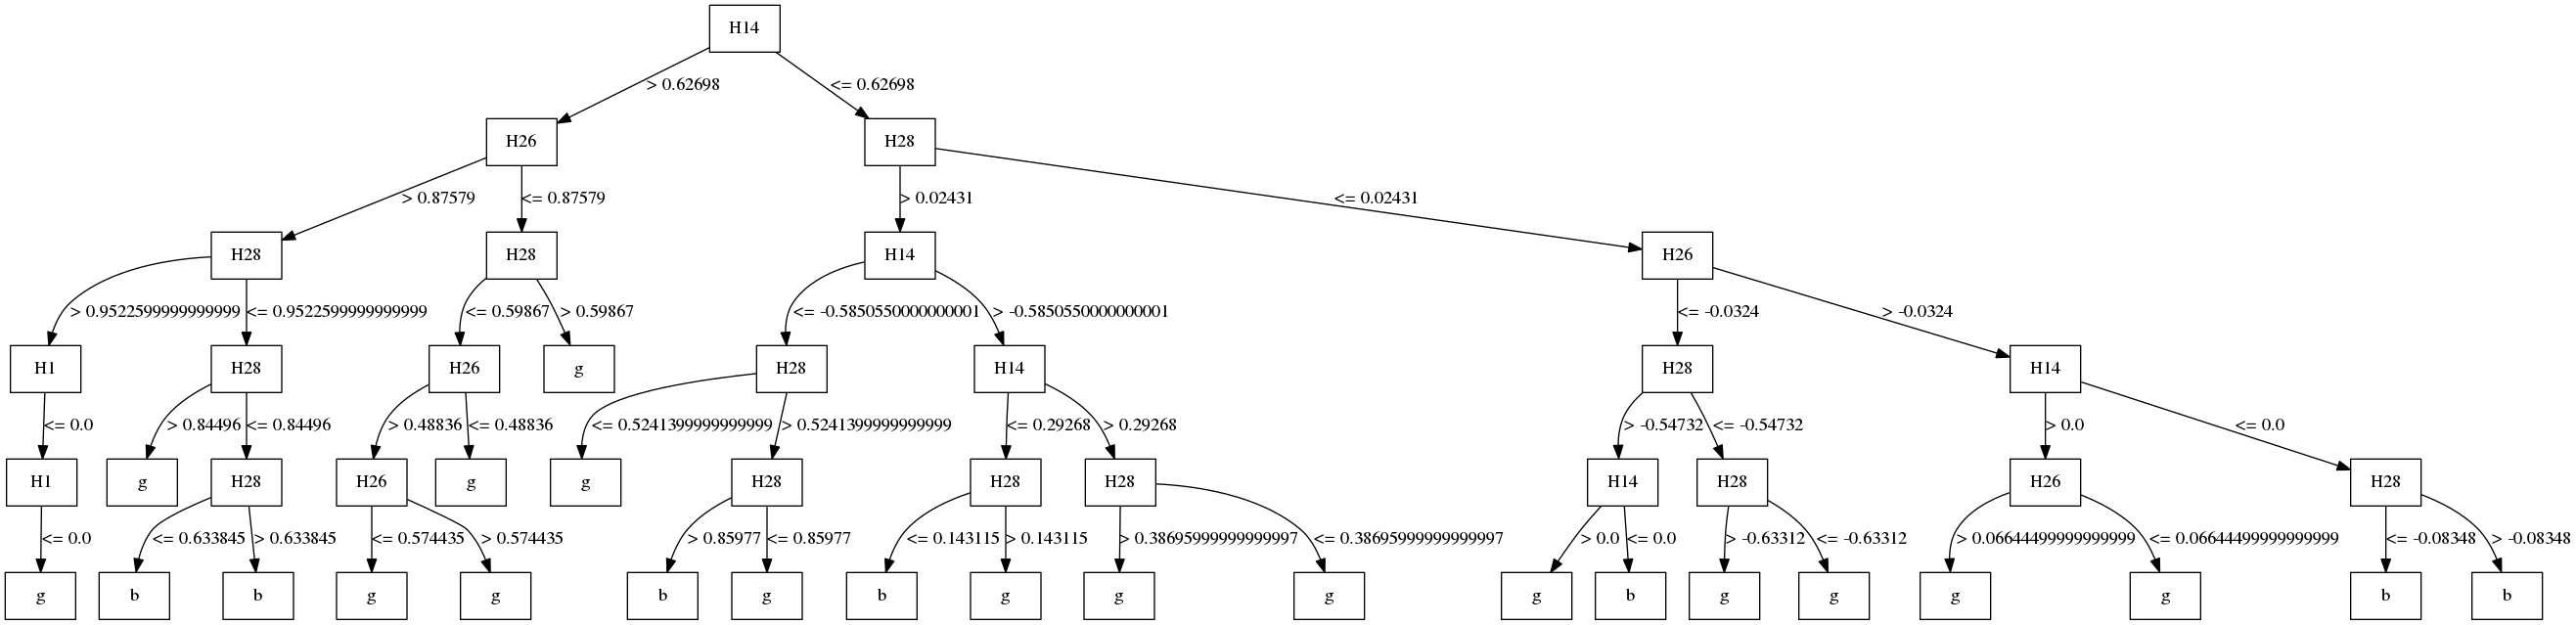 H14
> 0.62698 <= 0.62698
H26 H28
> 0.87579 <= 0.87579 > 0.02431 <= 0.02431
H28 H28 H14 H26
> 0.9522599999999999 <= 0.9522599999999999 <= 0.59867 > 0.59867 <= -0.5850550000000001 > -0.5850550000000001 <= -0.0324 > -0.0324
H1 H28 H26 g H28 H14 H28 H14
<= 0.0 > 0.84496 <= 0.84496 > 0.48836 <= 0.48836 <= 0.5241399999999999 > 0.5241399999999999 <= 0.29268 > 0.29268 > -0.54732 <= -0.54732 > 0.0 <= 0.0
H1 g H28 H26 g g H28 H28 H28 H14 H28 H26 H28
<= 0.0 <= 0.633845 > 0.633845 <= 0.574435 > 0.574435 > 0.85977 <= 0.85977 <= 0.143115 > 0.143115 > 0.38695999999999997 <= 0.38695999999999997 > 0.0 <= 0.0 > -0.63312 <= -0.63312 > 0.06644499999999999 <= 0.06644499999999999 <= -0.08348 > -0.08348
g b b g g b g b g g g g b g g g g b b